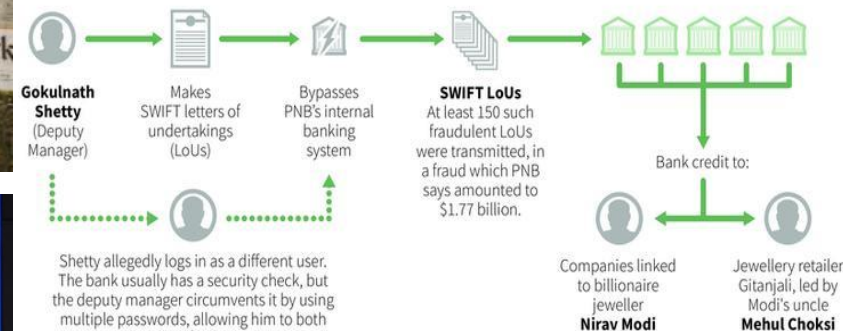 Gokulnath
Shetty
(Deputy
Manager)
Makes
SWIFT letters of
undertakings
(LoUs)
Bypasses
PNB's internal
banking
system
SWIFT LoUs
At least 150 such
fraudulent LoUs
were transmitted, in
a fraud which PNB
says amounted to
$1.77 billion.
Bank credit to:
Shetty allegedly logs in as a different user.
The bank usually has a security check, but
the deputy manager circumvents it by using
multiple passwords, allowing him to both
Companies linked
to billionaire
jeweller
Nirav Modi
Jewellery retailer
Gitanjali, led by
Modi's uncle
Mehul Choksi